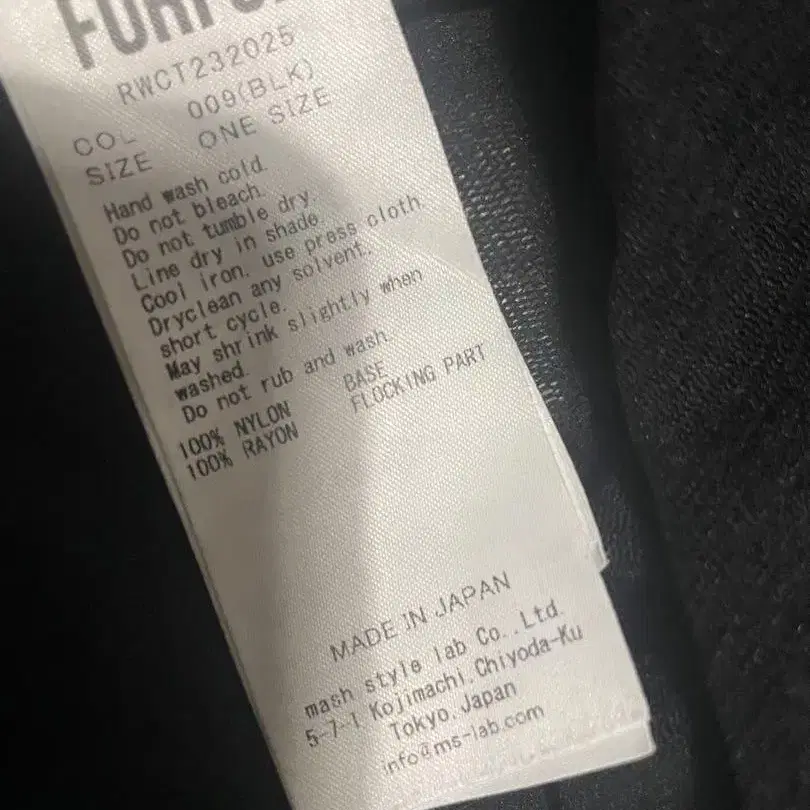 RWCT232025
COL 009(BLK)
SIZE ONE SIZE
Hand wash cold.
Do not bleach.
Do not tumble dry.
Line dry in shade.
Cool iron. use press cloth.
Dryclean any solvent..
short cycle.
May shrink slightly when
washed.
Do not rub and wash.
100% NYLON BASE
100% RAYON FLOCKING PART
MADE IN JAPAN
mash style lab Co.,Ltd.
5-7-1 Kojimachi.Chiyoda-Ku
Tokyo.Japan
info@ms-lab.com